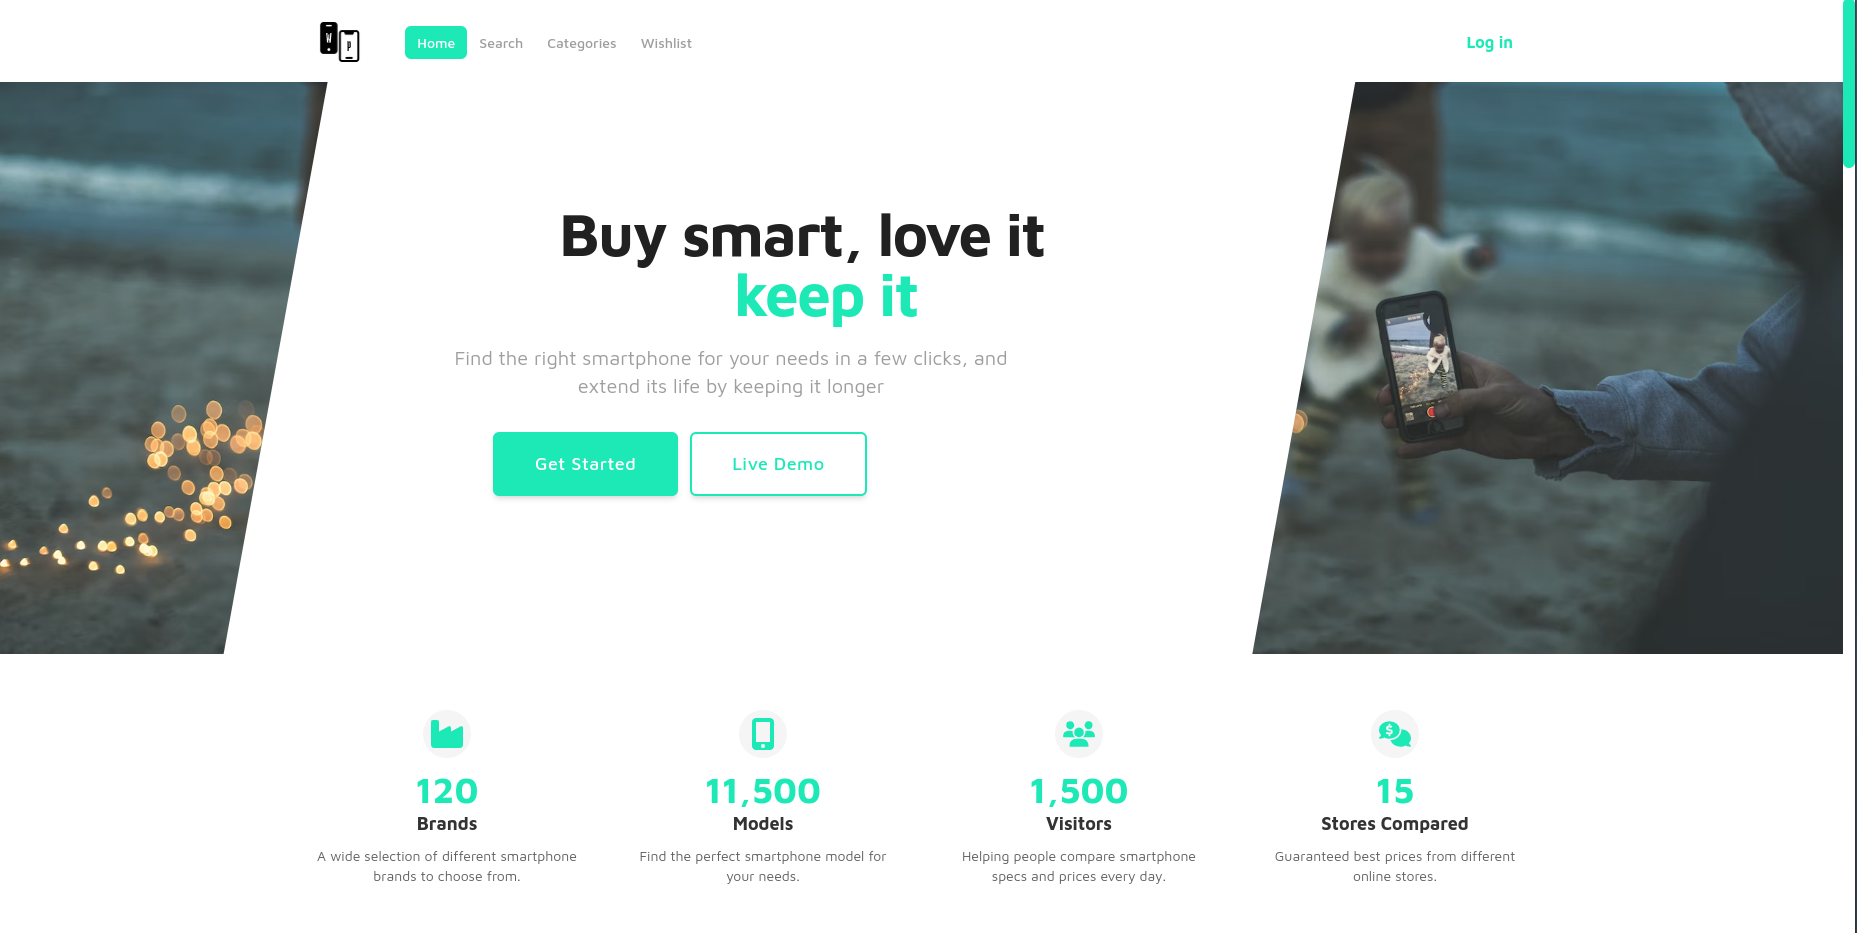 W
p
Home
Search
Categories
Wishlist
Log in
Buy smart, love it
keep it
Find the right smartphone for your needs in a few clicks, and
extend its life by keeping it longer
Get Started
Live Demo
120
Brands
A wide selection of different smartphone
brands to choose from.
11,500
Models
Find the perfect smartphone model for
your needs.
1,500
Visitors
Helping people compare smartphone
specs and prices every day.
15
Stores Compared
Guaranteed best prices from different
online stores.